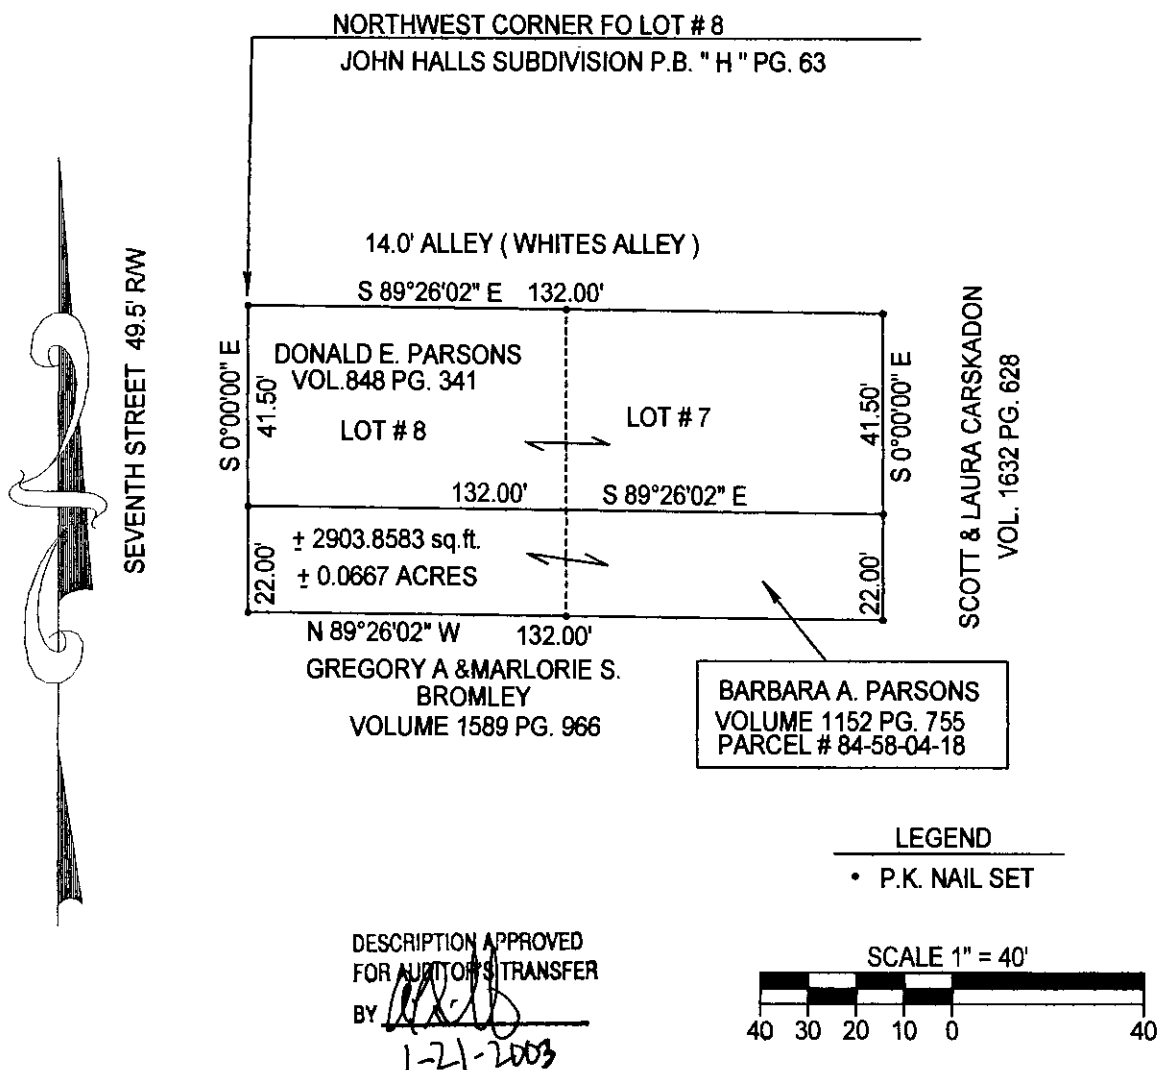 NORTHWEST CORNER FO LOT # 8
JOHN HALLS SUBDIVISION P.B. " H " PG. 63
14.0' ALLEY ( WHITES ALLEY )
S 89°26'02" E 132.00'
SEVENTH STREET 49.5' R/W
S 0°00'00" E
41.50'
DONALD E. PARSONS
VOL.848 PG. 341
LOT # 8
LOT # 7
41.50'
S 0°00'00" E
SCOTT & LAURA CARSKADON
VOL. 1632 PG. 628
132.00' S 89°26'02" E
22.00'
± 2903.8583 sq.ft.
± 0.0667 ACRES
22.00'
N 89°26'02" W 132.00'
GREGORY A &MARLORIE S.
BROMLEY
VOLUME 1589 PG. 966
BARBARA A. PARSONS
VOLUME 1152 PG. 755
PARCEL # 84-58-04-18
LEGEND
• P.K. NAIL SET
DESCRIPTION APPROVED
FOR AUDITOR'S TRANSFER
BY
1-21-2003
SCALE 1" = 40'
40 30 20 10 0 40